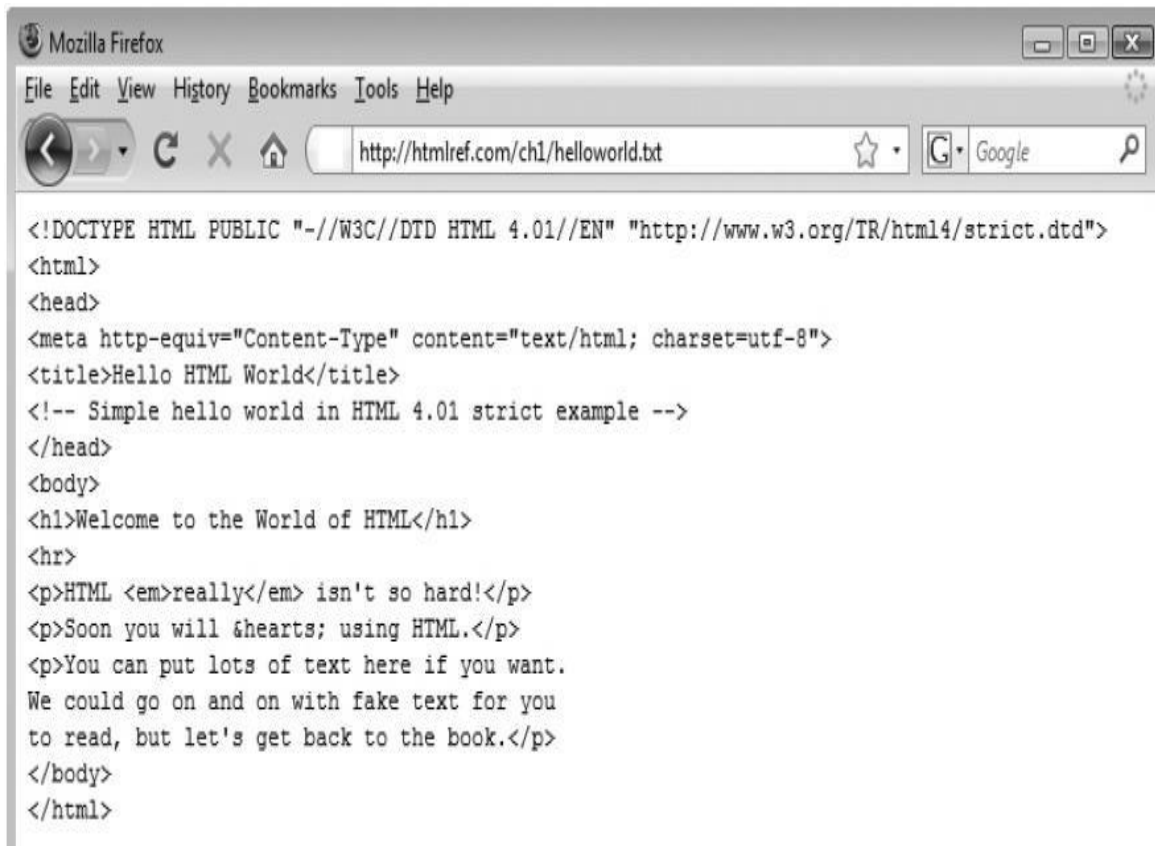 Mozilla Firefox
File Edit View History Bookmarks Tools Help
http://htmlref.com/ch1/helloworld.txt
G Google
<!DOCTYPE HTML PUBLIC "-//W3C//DTD HTML 4.01//EN" "http://www.w3.org/TR/html4/strict.dtd">
<html>
<head>
<meta http-equiv="Content-Type" content="text/html; charset=utf-8">
<title>Hello HTML World</title>
<!-- Simple hello world in HTML 4.01 strict example -->
</head>
<body>
<h1>Welcome to the World of HTML</h1>
<hr>
<p>HTML <em>really</em> isn't so hard!</p>
<p>Soon you will &hearts; using HTML.</p>
<p>You can put lots of text here if you want.
We could go on and on with fake text for you
to read, but let's get back to the book.</p>
</body>
</html>